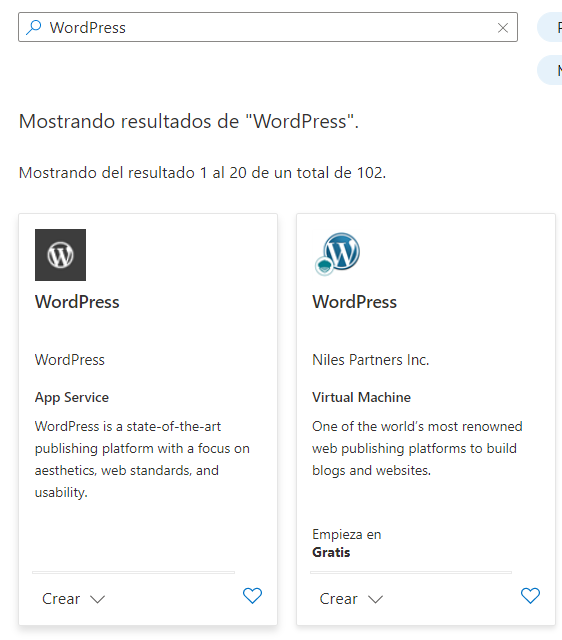 WordPress
P
N
Mostrando resultados de "WordPress".
Mostrando del resultado 1 al 20 de un total de 102.
WordPress
WordPress
App Service
WordPress is a state-of-the-art
publishing platform with a focus on
aesthetics, web standards, and
usability.
Crear
WordPress
Niles Partners Inc.
Virtual Machine
One of the world’s most renowned
web publishing platforms to build
blogs and websites.
Empieza en
Gratis
Crear